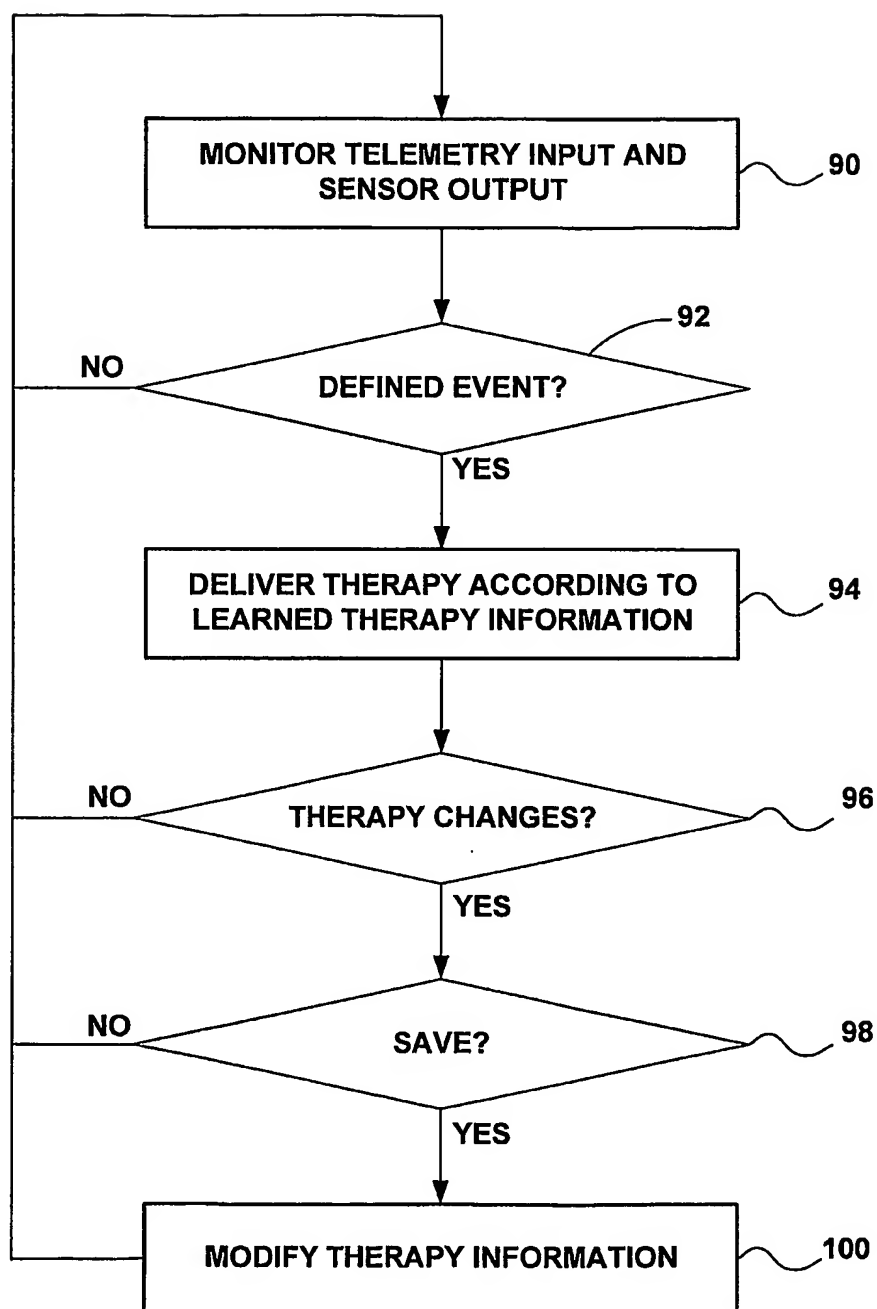 MONITOR TELEMETRY INPUT AND
SENSOR OUTPUT
90
92
NO
DEFINED EVENT?
YES
DELIVER THERAPY ACCORDING TO
LEARNED THERAPY INFORMATION
94
NO
THERAPY CHANGES?
96
YES
NO
SAVE?
98
YES
MODIFY THERAPY INFORMATION
100